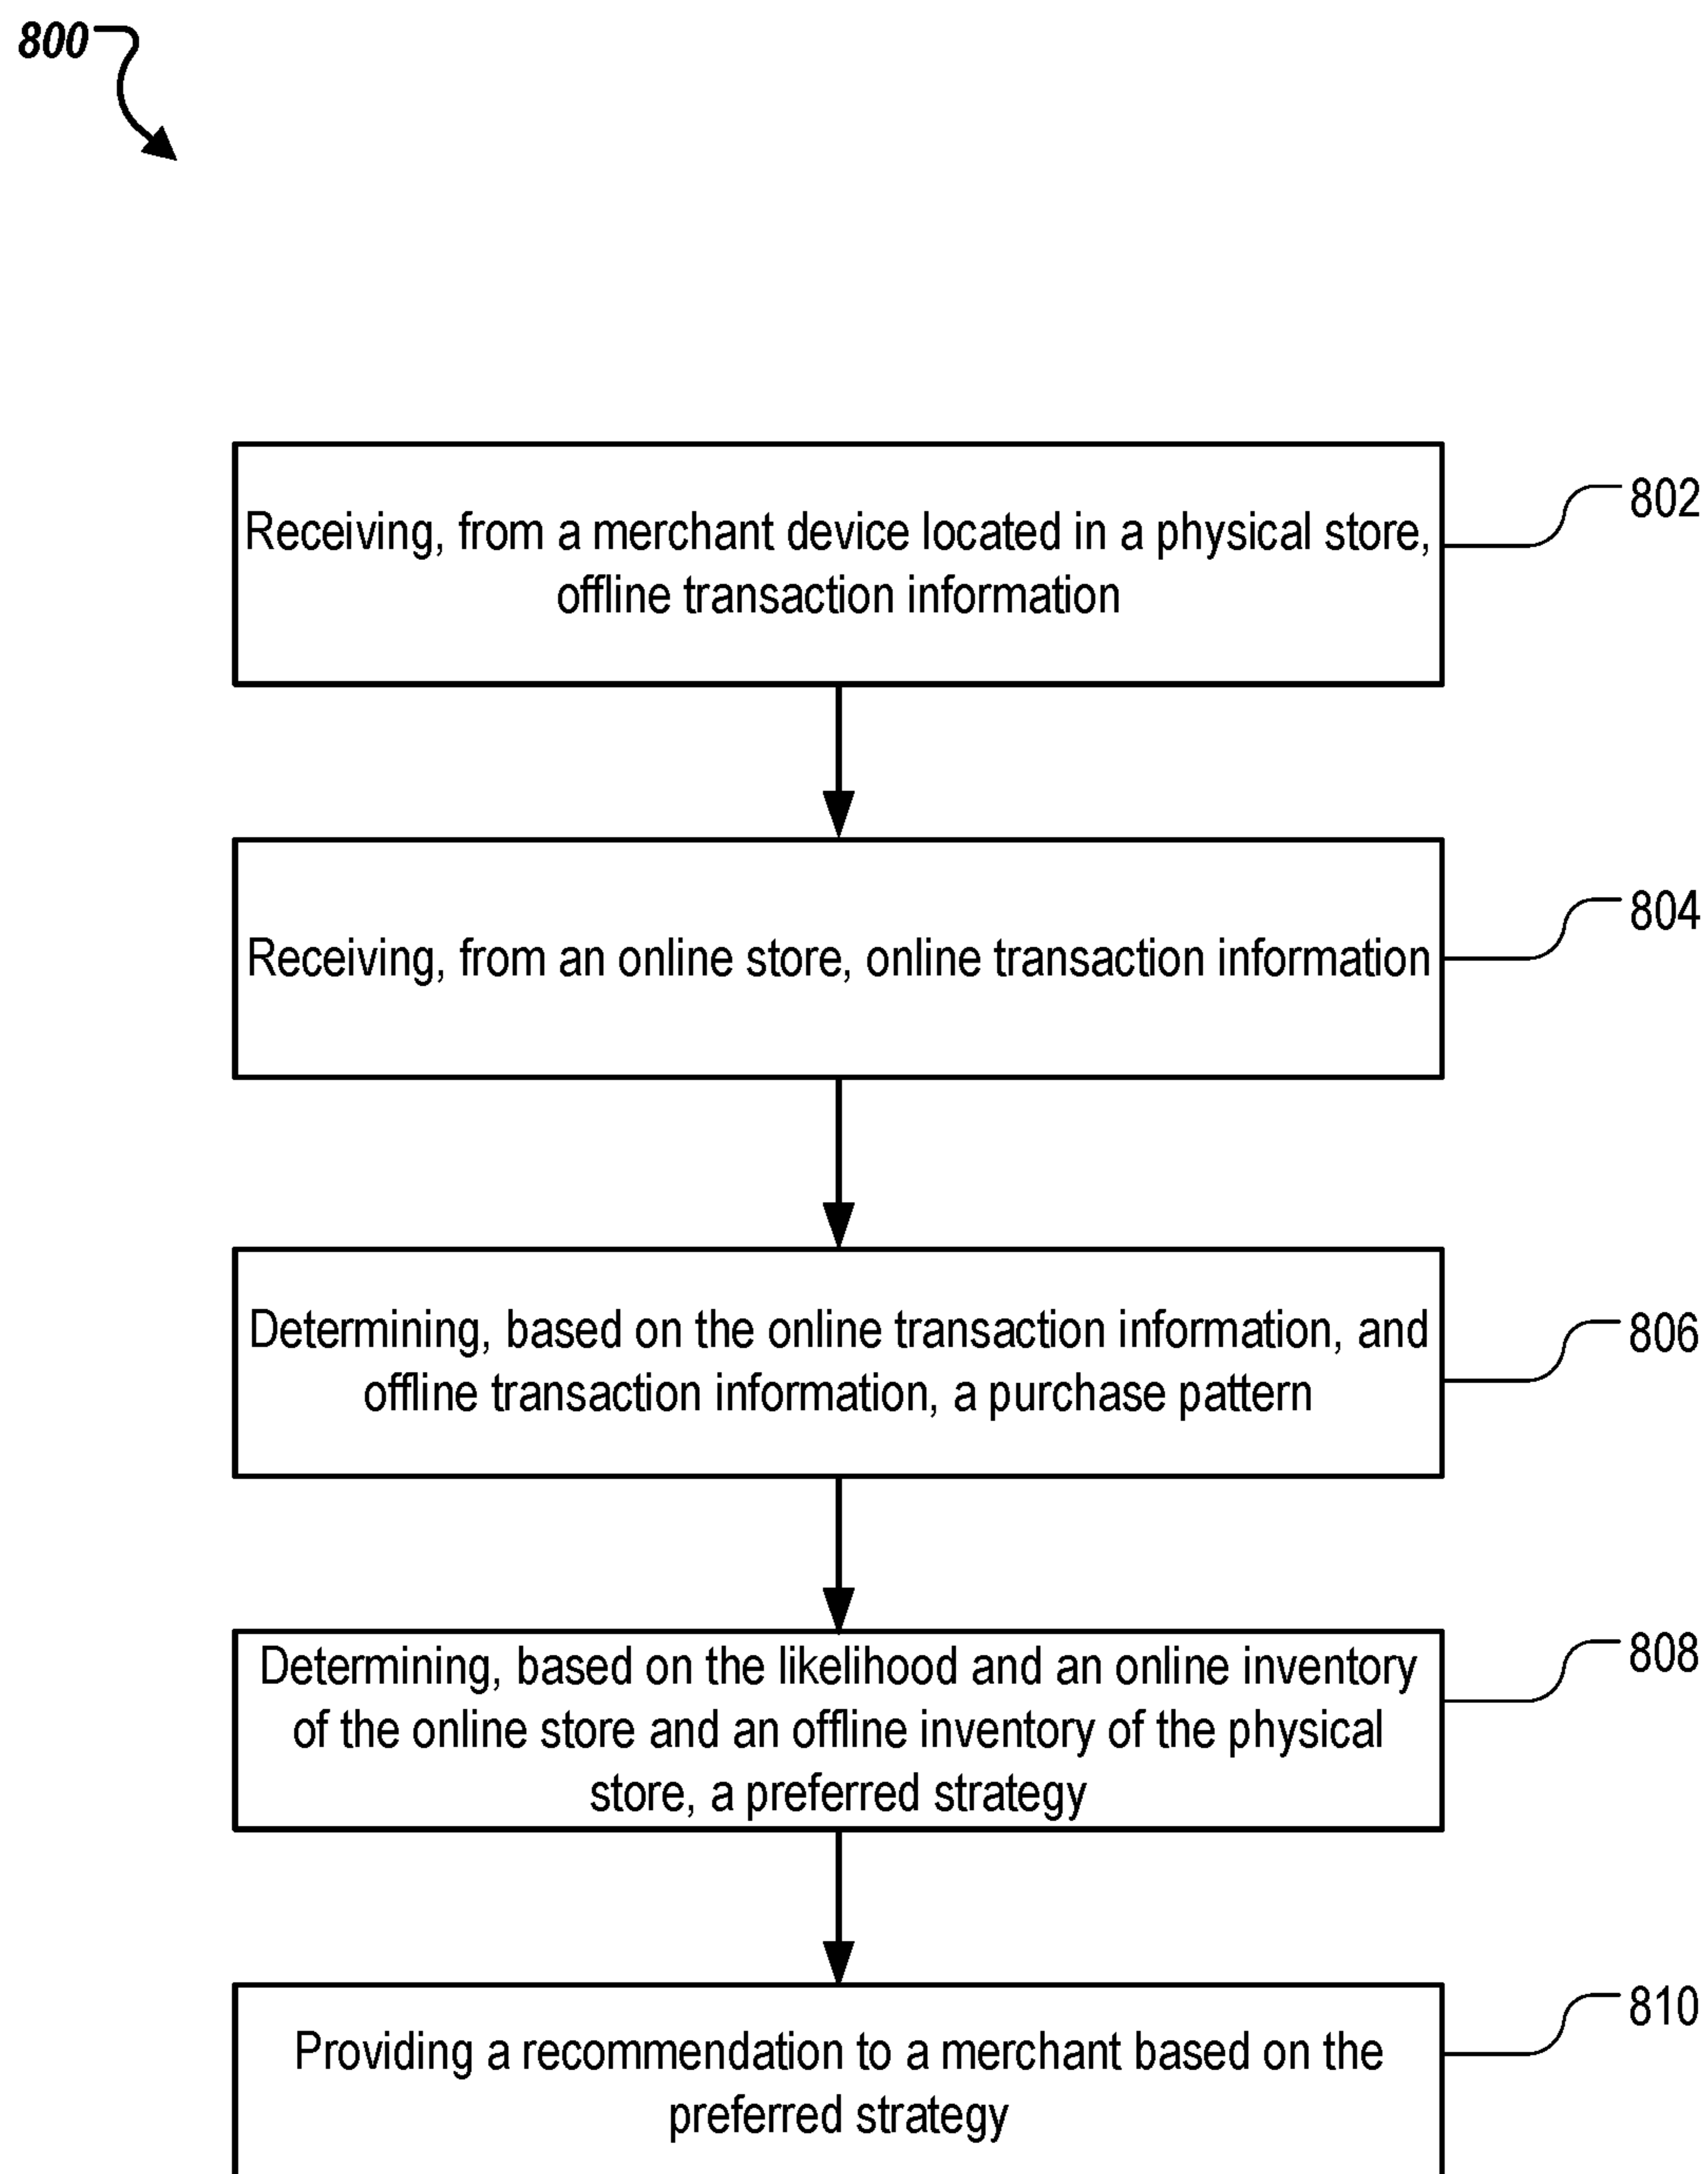 800
Receiving, from a merchant device located in a physical store,
offline transaction information
802
Receiving, from an online store, online transaction information
804
Determining, based on the online transaction information, and
offline transaction information, a purchase pattern
806
Determining, based on the likelihood and an online inventory
of the online store and an offline inventory of the physical
store, a preferred strategy
808
Providing a recommendation to a merchant based on the
preferred strategy
810